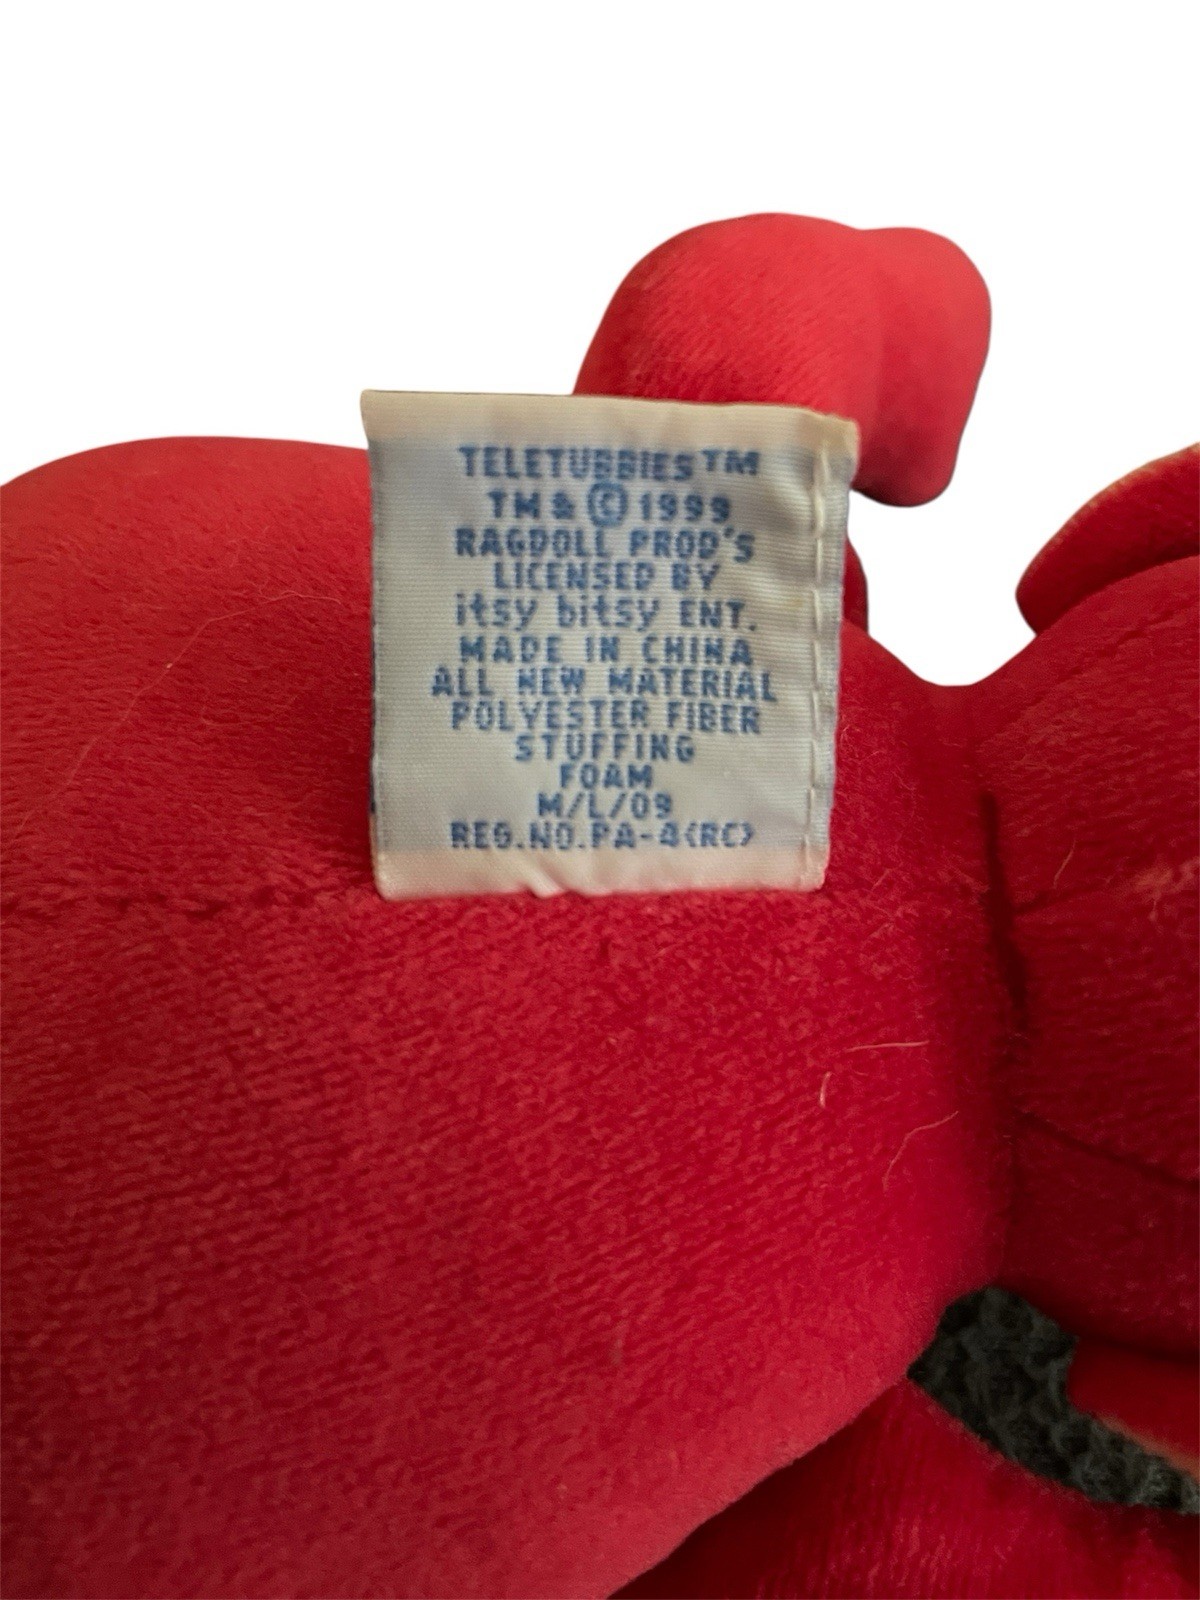 TELETUBBIES™
TM & © 1999
RAGDOLL PROD'S
LICENSED BY
itsy bitsy ENT.
MADE IN CHINA
ALL NEW MATERIAL
POLYESTER FIBER
STUFFING
FOAM
M/L/09
REG.NO.PA-4(RC)